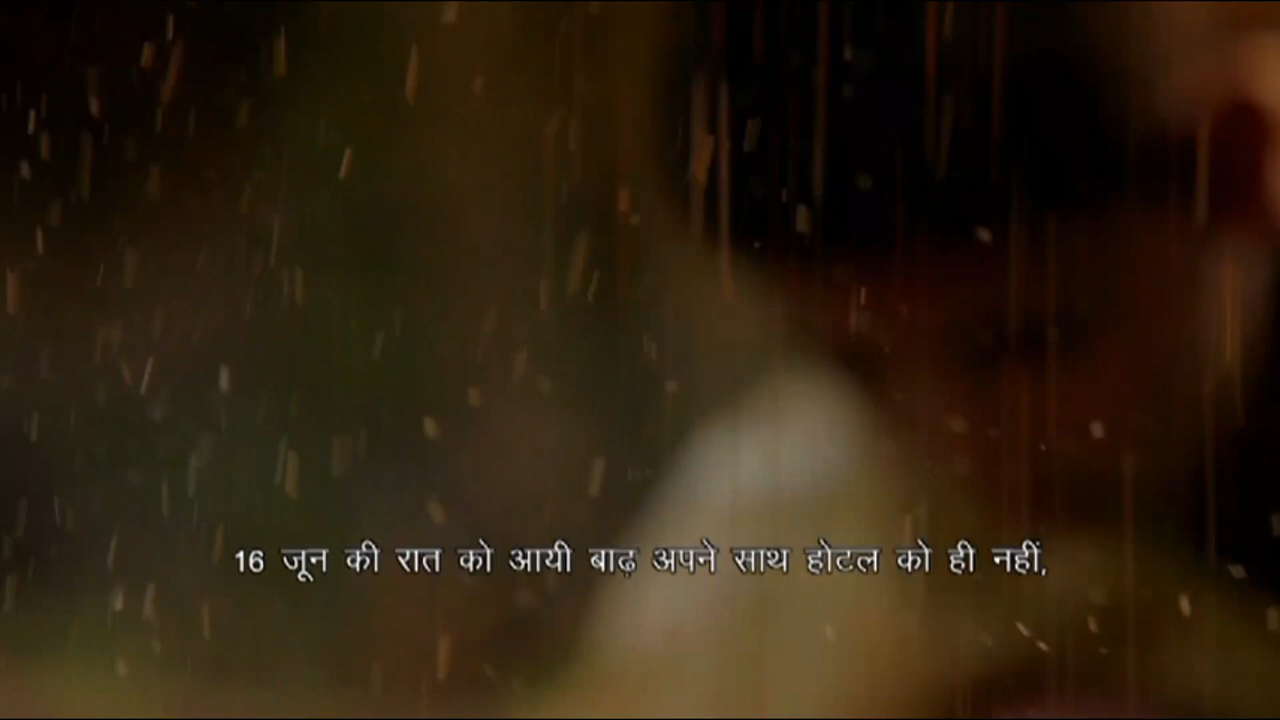 16 जून की रात को आयी बाढ़ अपने साथ होटल को ही नहीं,